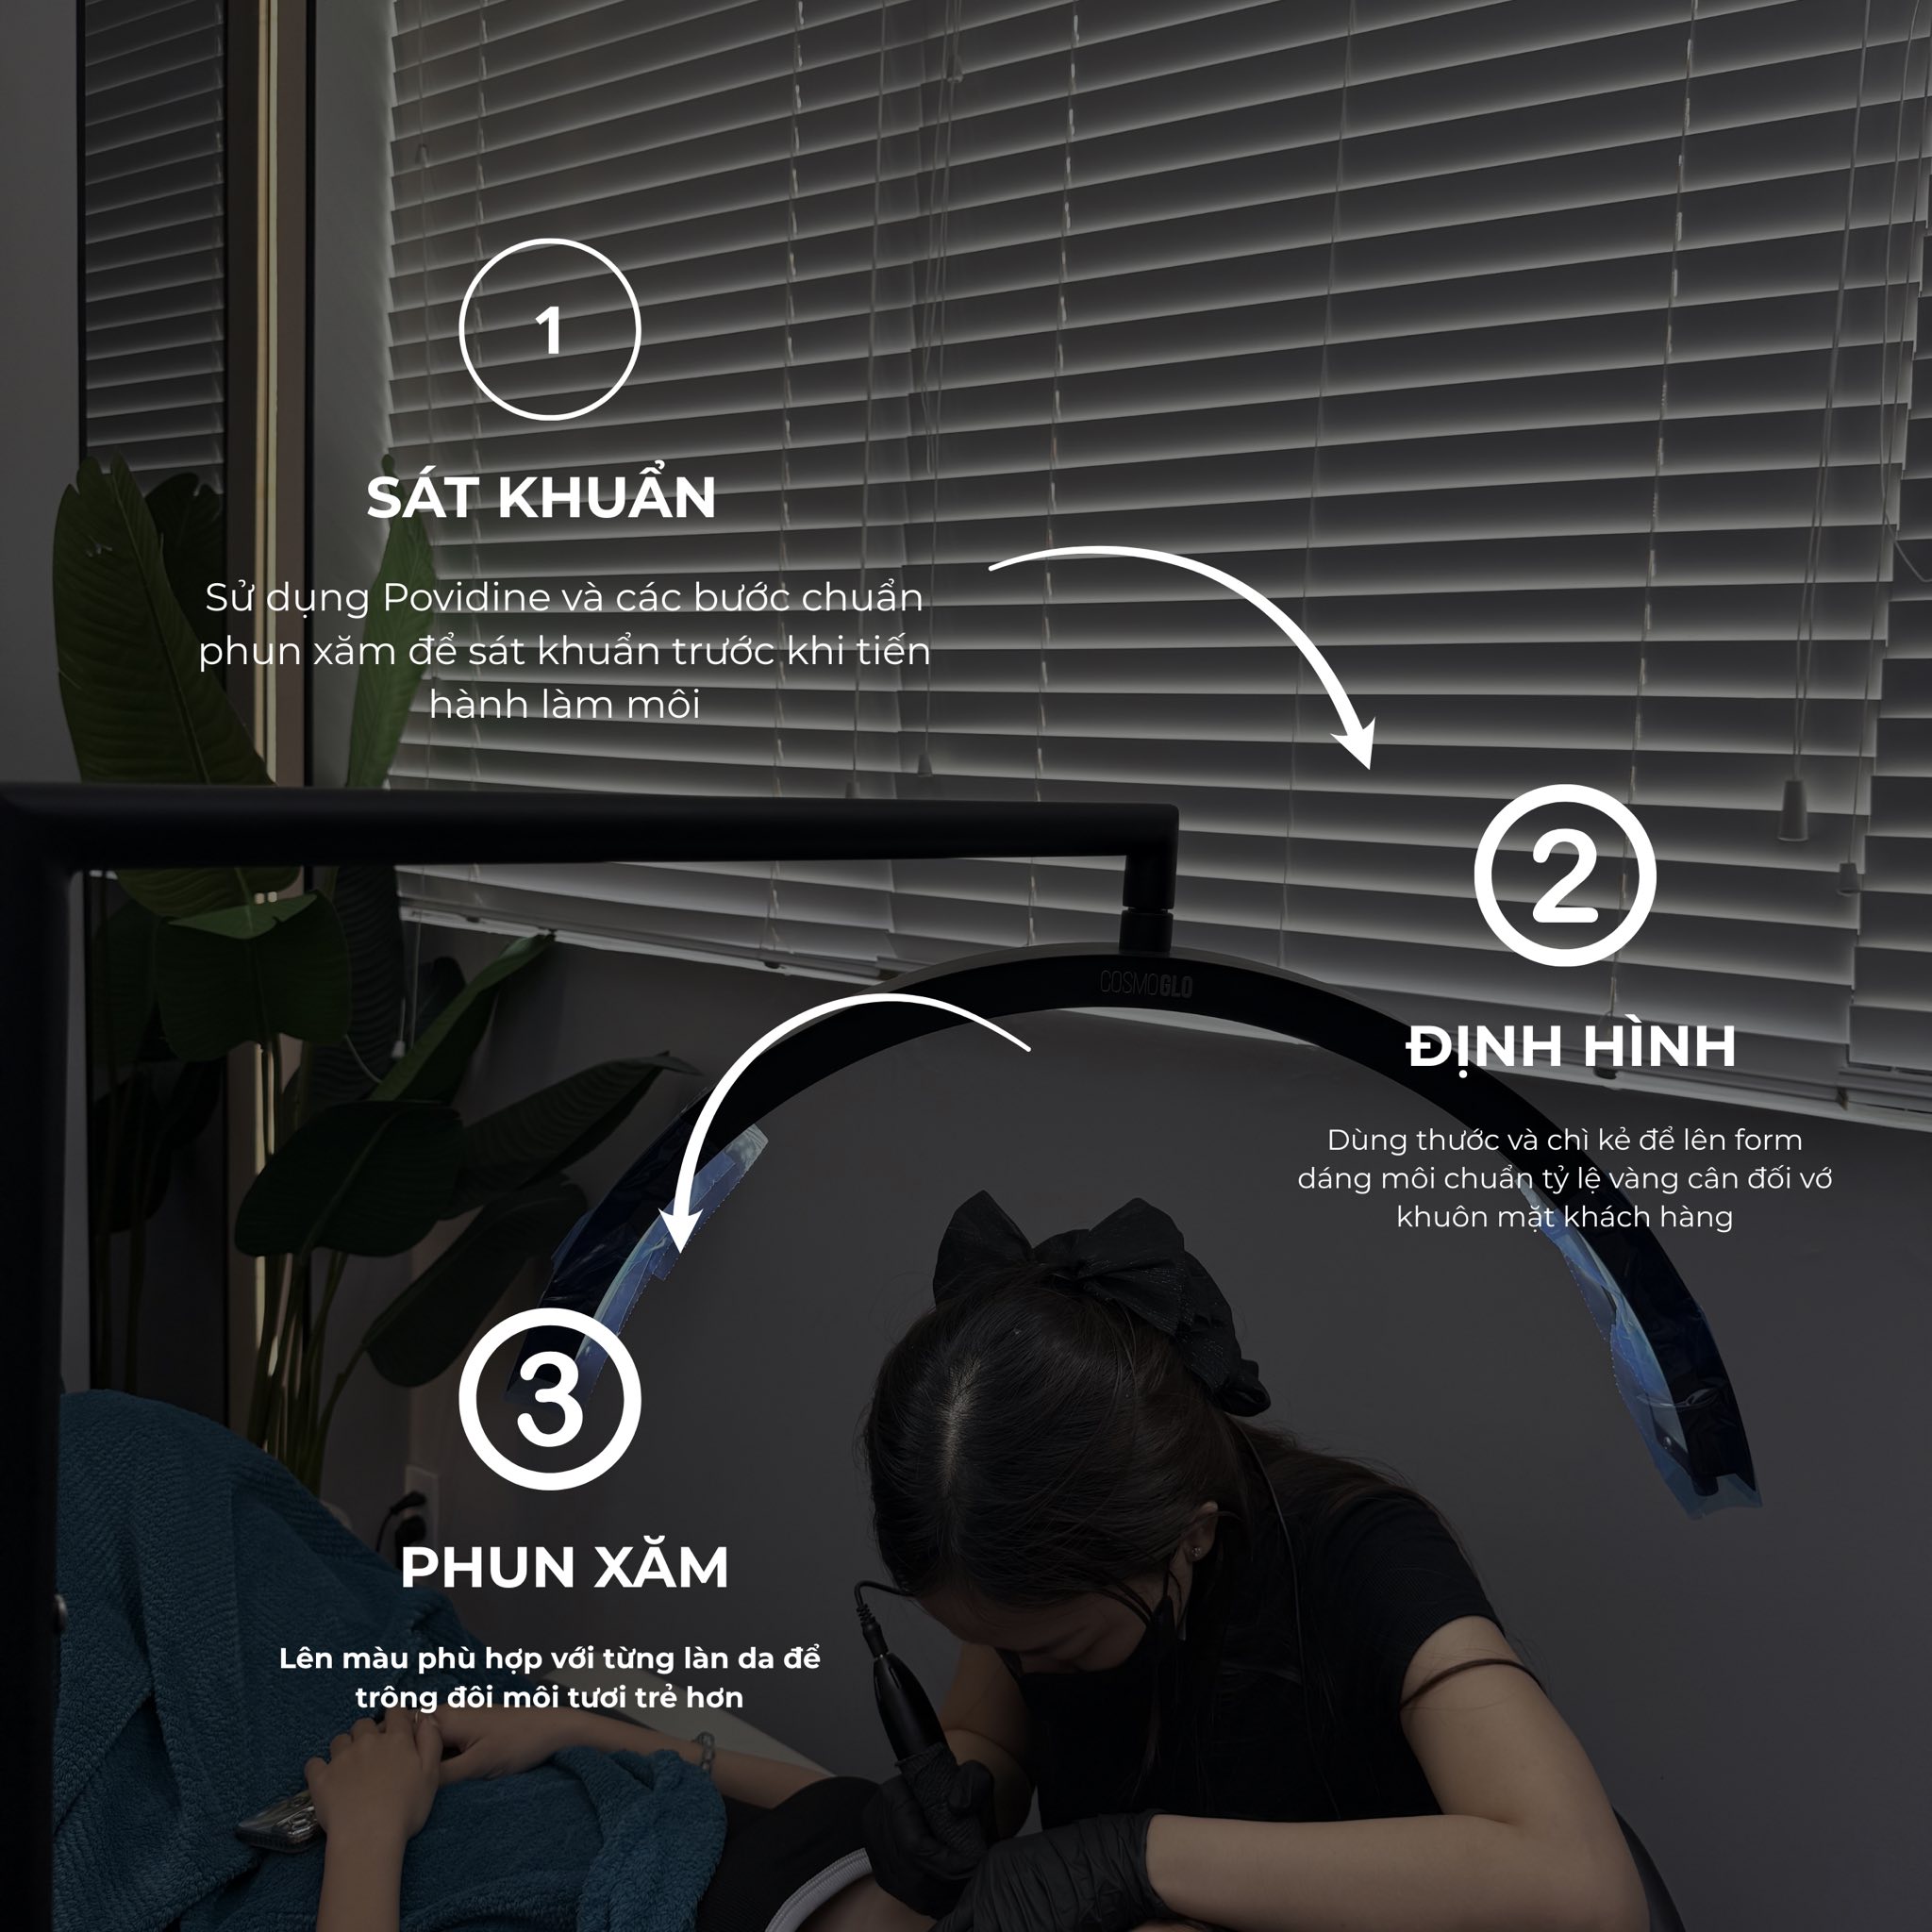 1
SÁT KHUẨN
Sử dụng Povidine và các bước chuẩn
phun xăm để sát khuẩn trước khi tiến
hành làm môi
2
COSMOGLO
ĐỊNH HÌNH
Dùng thước và chì kẻ để lên form
dáng môi chuẩn tỷ lệ vàng cân đối vớ
khuôn mặt khách hàng
3
PHUN XĂM
Lên màu phù hợp với từng làn da để
trông đôi môi tươi trẻ hơn